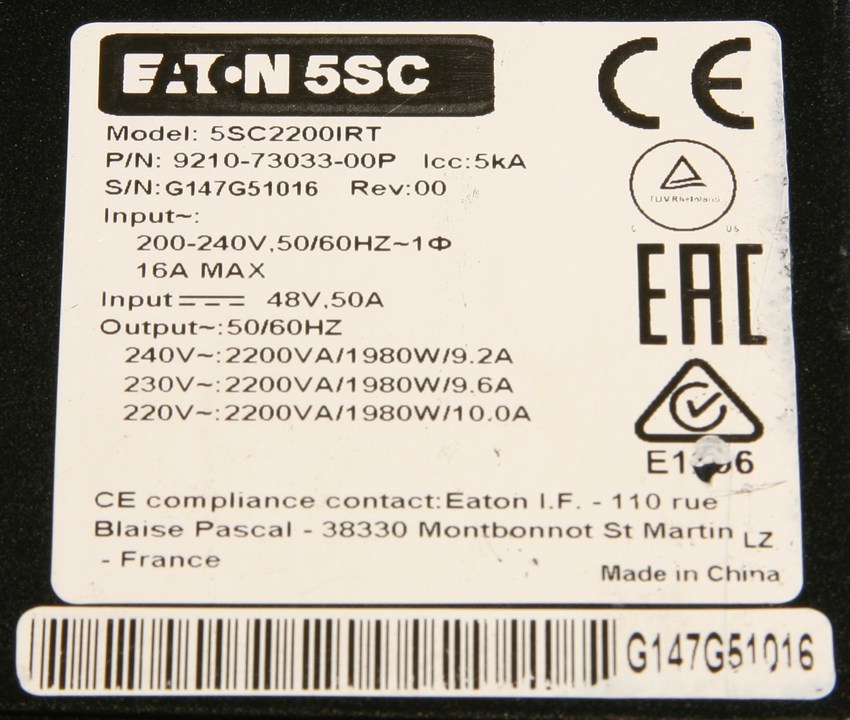 EATON 5SC
CE
Model: 5SC2200IRT
P/N: 9210-73033-00P Icc:5kA
S/N:G147G51016 Rev:00
TÜVRheinland
C US
Input~:
200-240V,50/60HZ~1Φ
16A MAX
EAC
Input⎓ 48V,50A
Output~:50/60HZ
240V~:2200VA/1980W/9.2A
230V~:2200VA/1980W/9.6A
220V~:2200VA/1980W/10.0A
CE compliance contact:Eaton I.F. - 110 rue
Blaise Pascal - 38330 Montbonnot St Martin LZ
- France
Made in China
G147G51016